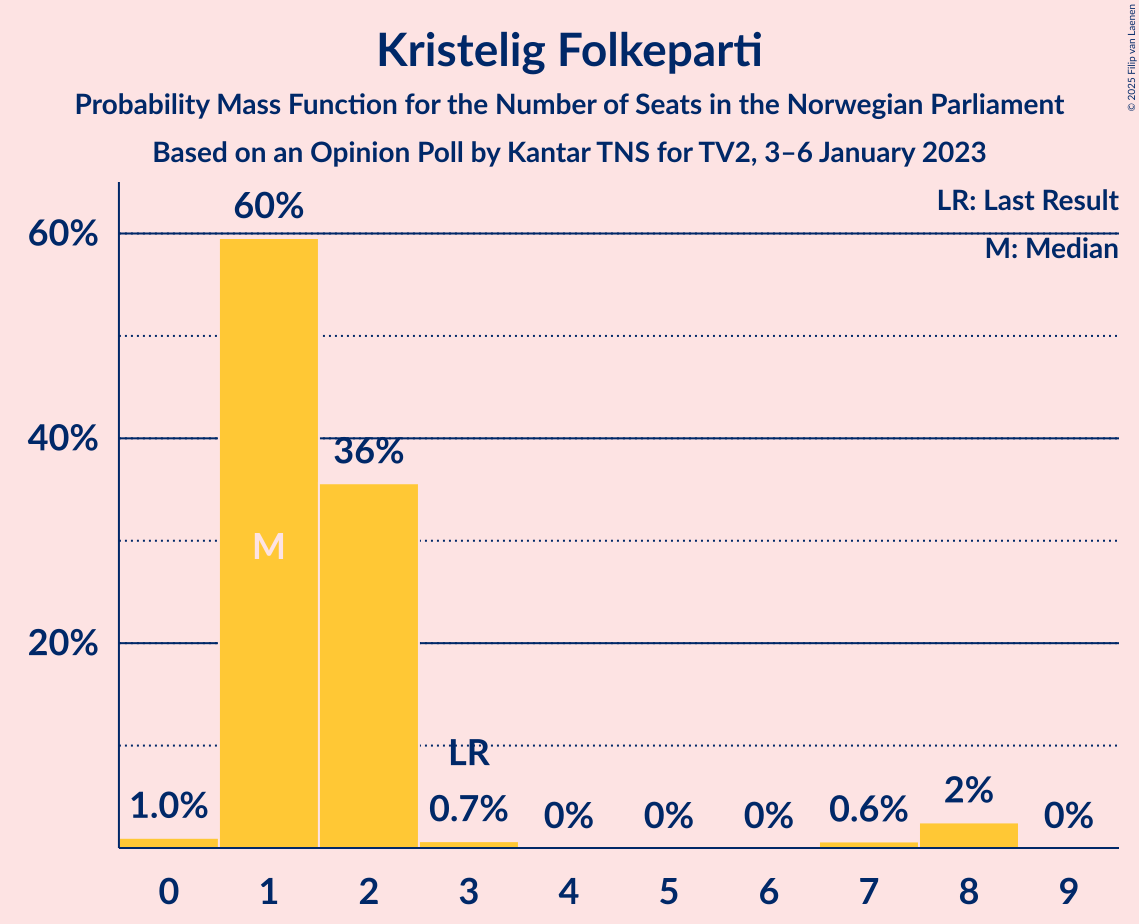 Kristelig Folkeparti
Probability Mass Function for the Number of Seats in the Norwegian Parliament
Based on an Opinion Poll by Kantar TNS for TV2, 3–6 January 2023
© 2025 Filip van Laenen
LR: Last Result
M: Median
60%
40%
20%
1.0%
60%
M
36%
LR
0.7%
0%
0%
0%
0.6%
2%
0%
0 1 2 3 4 5 6 7 8 9